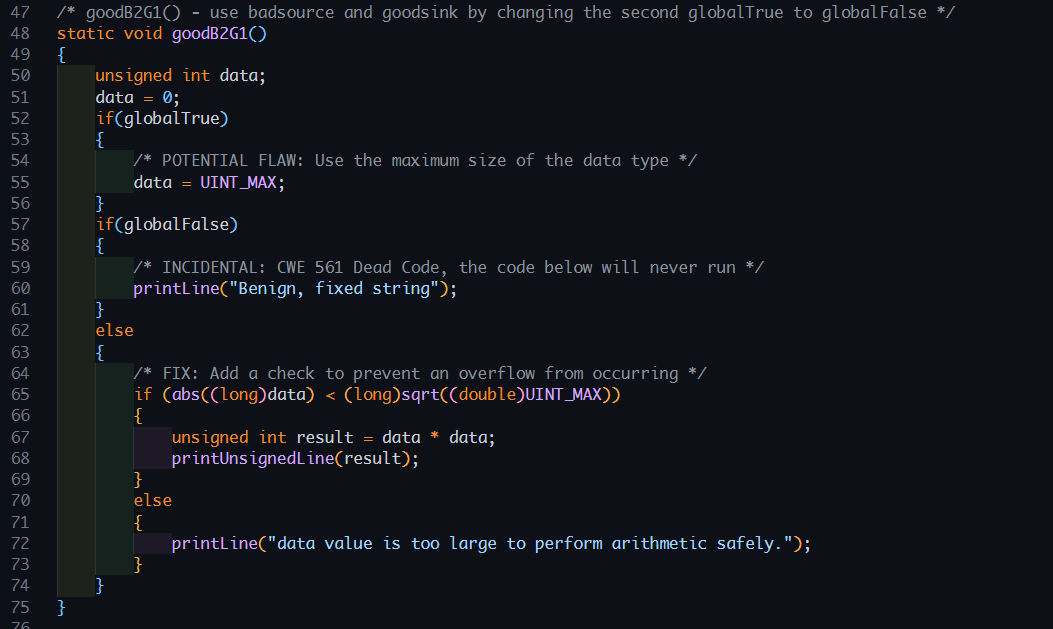 47 /* goodB2G1() - use badsource and goodsink by changing the second globalTrue to globalFalse */
48 static void goodB2G1()
49 {
50     unsigned int data;
51     data = 0;
52     if(globalTrue)
53     {
54         /* POTENTIAL FLAW: Use the maximum size of the data type */
55         data = UINT_MAX;
56     }
57     if(globalFalse)
58     {
59         /* INCIDENTAL: CWE 561 Dead Code, the code below will never run */
60         printLine("Benign, fixed string");
61     }
62     else
63     {
64         /* FIX: Add a check to prevent an overflow from occurring */
65         if (abs((long)data) < (long)sqrt((double)UINT_MAX))
66         {
67             unsigned int result = data * data;
68             printUnsignedLine(result);
69         }
70         else
71         {
72             printLine("data value is too large to perform arithmetic safely.");
73         }
74     }
75 }
76